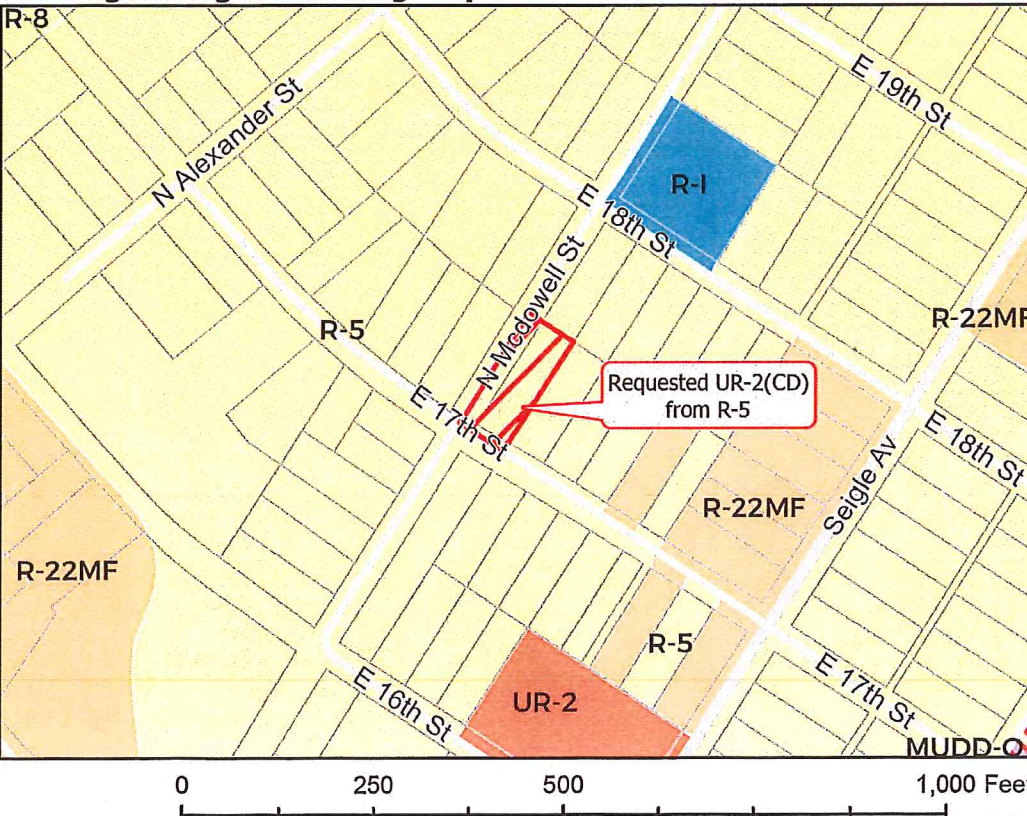 R-8
E 19th St
N Alexander St
R-I
E 18th St
N Mcdowell St
R-22MF
R-5
Requested UR-2(CD)
from R-5
E 17th St
E 18th St
R-22MF
Seigle Av
R-22MF
R-5
E 17th St
UR-2
E 16th St
MUDD-O
0 250 500 1,000 Feet